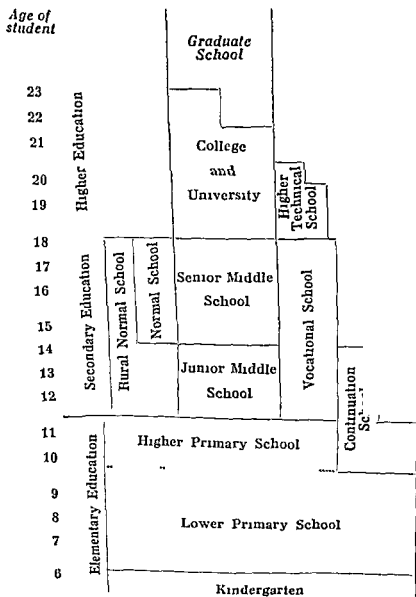 Age of
student
Graduate
School
23
22
21
20
19
Higher Education
College
and
University
Higher
Technical
School
18
17
16
15
14
13
12
Secondary Education
Rural Normal School
Normal School
Senior Middle
School
Junior Middle
School
Vocational School
Continuation
11
10
9
8
7
6
Elementary Education
Higher Primary School
Lower Primary School
Kindergarten